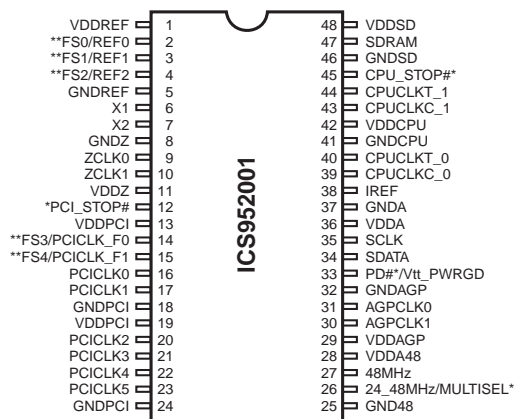 VDDREF 1 48 VDDSD
**FS0/REF0 2 47 SDRAM
**FS1/REF1 3 46 GNDSD
**FS2/REF2 4 45 CPU_STOP#*
GNDREF 5 44 CPUCLKT_1
X1 6 43 CPUCLKC_1
X2 7 42 VDDCPU
GNDZ 8 41 GNDCPU
ZCLK0 9 40 CPUCLKT_0
ZCLK1 10 39 CPUCLKC_0
VDDZ 11 38 IREF
*PCI_STOP# 12 37 GNDA
VDDPCI 13 36 VDDA
**FS3/PCICLK_F0 14 35 SCLK
**FS4/PCICLK_F1 15 34 SDATA
PCICLK0 16 33 PD#*/Vtt_PWRGD
PCICLK1 17 32 GNDAGP
GNDPCI 18 31 AGPCLK0
VDDPCI 19 30 AGPCLK1
PCICLK2 20 29 VDDAGP
PCICLK3 21 28 VDDA48
PCICLK4 22 27 48MHz
PCICLK5 23 26 24_48MHz/MULTISEL*
GNDPCI 24 25 GND48
ICS952001